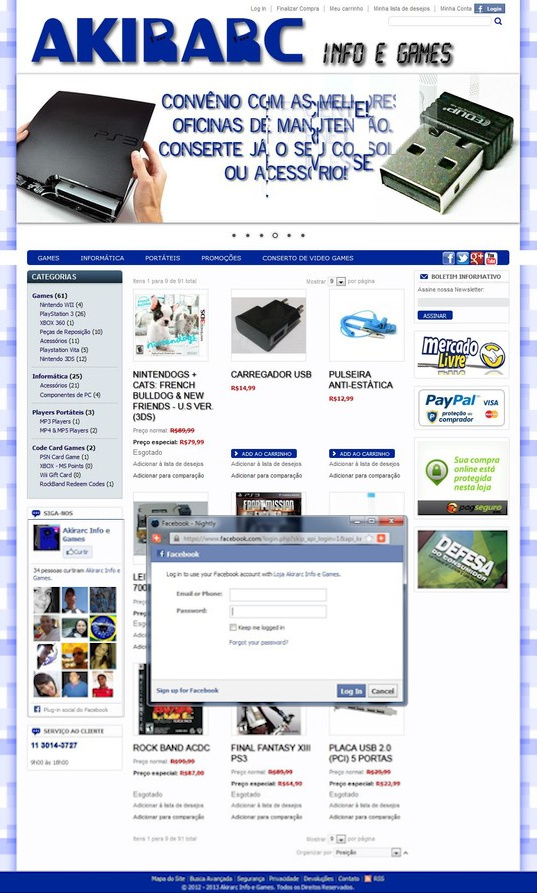 Log In | Finalizar Compra | Meu carrinho | Minha lista de desejos | Minha Conta
Login
AKIRARC INFO E GAMES
PS3
CONVÊNIO COM AS MELHORES
OFICINAS DE MANUTENÇÃO.
CONSERTE JÁ O SEU CONSOLE
OU ACESSÓRIO!
EDUP
GAMES
INFORMÁTICA
PORTÁTEIS
PROMOÇÕES
CONSERTO DE VIDEO GAMES
CATEGORIAS
Games (61)
Nintendo WII (4)
PlayStation 3 (26)
XBOX 360 (1)
Peças de Reposição (10)
Acessórios (11)
Playstation Vita (5)
Nintendo 3DS (12)
Informática (25)
Acessórios (21)
Componentes de PC (4)
Players Portáteis (3)
MP3 Players (1)
MP4 & MP5 Players (2)
Code Card Games (2)
PSN Card Game (1)
XBOX - MS Points (0)
Wii Gift Card (0)
RockBand Redeem Codes (1)
SIGA-NOS
Akirarc Info e
Games
Curtir
34 pessoas curtiram Akirarc Info e
Games.
Plug-in social do Facebook
SERVIÇO AO CLIENTE
11 3014-3727
9h00 às 18h00
Itens 1 para 9 de 91 total
Mostrar 9 por página
NINTENDOGS +
CATS: FRENCH
BULLDOG & NEW
FRIENDS - U.S VER.
(3DS)
Preço normal: R$89,99
Preço especial: R$79,99
Esgotado
Adicionar à lista de desejos
Adicionar para comparação
CARREGADOR USB
R$14,99
ADD AO CARRINHO
Adicionar à lista de desejos
Adicionar para comparação
PULSEIRA
ANTI-ESTÁTICA
R$12,99
ADD AO CARRINHO
Adicionar à lista de desejos
Adicionar para comparação
FRONT MISSION
Facebook - Nightly
https://www.facebook.com/login.php?skip_api_login=1&api_ke
Facebook
Log in to use your Facebook account with Loja Akirarc Info e Games.
Email or Phone:
Password:
Keep me logged in
Forgot your password?
Sign up for Facebook
Log In
Cancel
ROCK BAND ACDC
Preço normal: R$99,99
Preço especial: R$87,00
Esgotado
Adicionar à lista de desejos
Adicionar para comparação
FINAL FANTASY XIII
PS3
Preço normal: R$89,99
Preço especial: R$64,90
Esgotado
Adicionar à lista de desejos
Adicionar para comparação
PLACA USB 2.0
(PCI) 5 PORTAS
Preço normal: R$29,99
Preço especial: R$22,99
Esgotado
Adicionar à lista de desejos
Adicionar para comparação
Itens 1 para 9 de 91 total
Mostrar 9 por página
Organizar por Posição
BOLETIM INFORMATIVO
Assine nossa Newsletter:
ASSINAR
mercado
Livre
PayPal
VISA
proteção do
comprador
Sua compra
online está
protegida
nesta loja
pagseguro
DEFESA
DO CONSUMIDOR
Mapa do Site | Busca Avançada | Segurança | Privacidade | Devoluções | Contato | RSS
© 2012 - 2013 Akirarc Info e Games. Todos os Direitos Reservados.